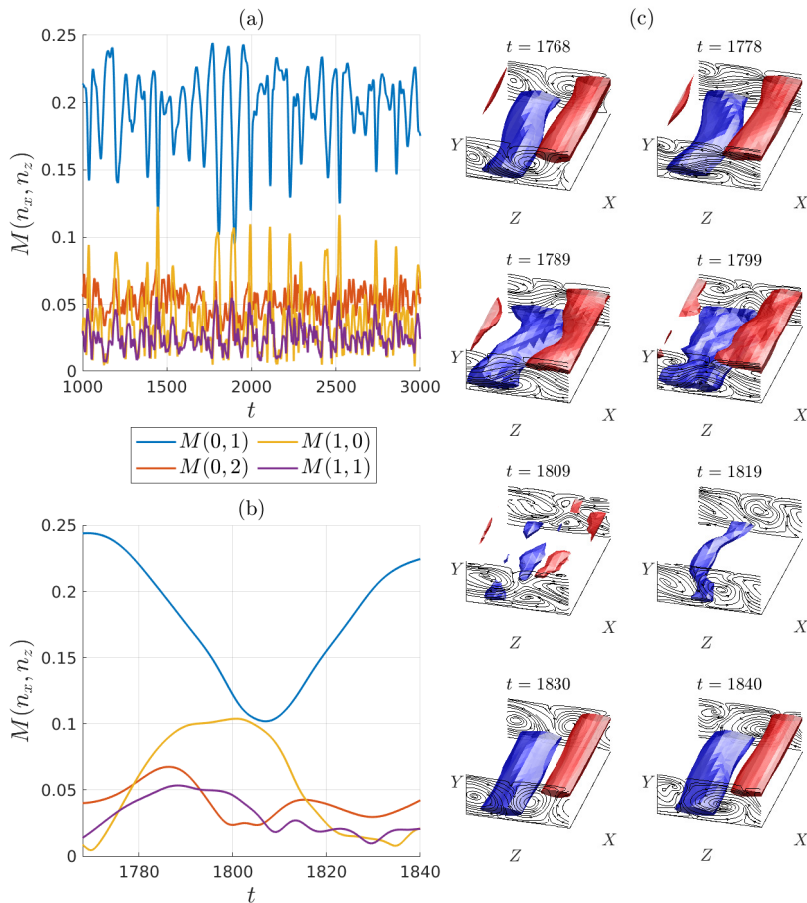 (a)
(c)
M(n_x, n_z)
0.25
0.2
0.15
0.1
0.05
0
1000
1500
2000
2500
3000
t
M(0, 1)
M(1, 0)
M(0, 2)
M(1, 1)
(b)
M(n_x, n_z)
0.25
0.2
0.15
0.1
0.05
0
1780
1800
1820
1840
t
t = 1768
Y
Z
X
t = 1778
Y
Z
X
t = 1789
Y
Z
X
t = 1799
Y
Z
X
t = 1809
Y
Z
X
t = 1819
Y
Z
X
t = 1830
Y
Z
X
t = 1840
Y
Z
X